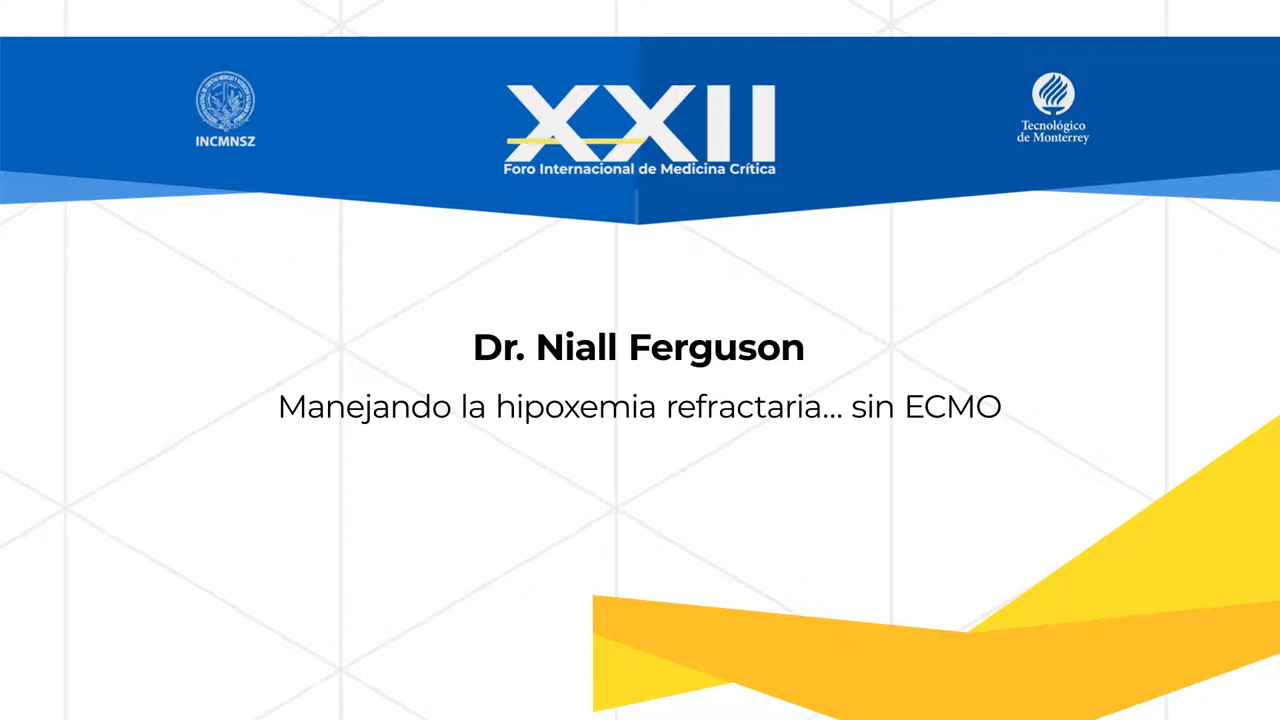 INCMNSZ
XXII
Foro Internacional de Medicina Crítica
Tecnológico
de Monterrey
Dr. Niall Ferguson
Manejando la hipoxemia refractaria... sin ECMO